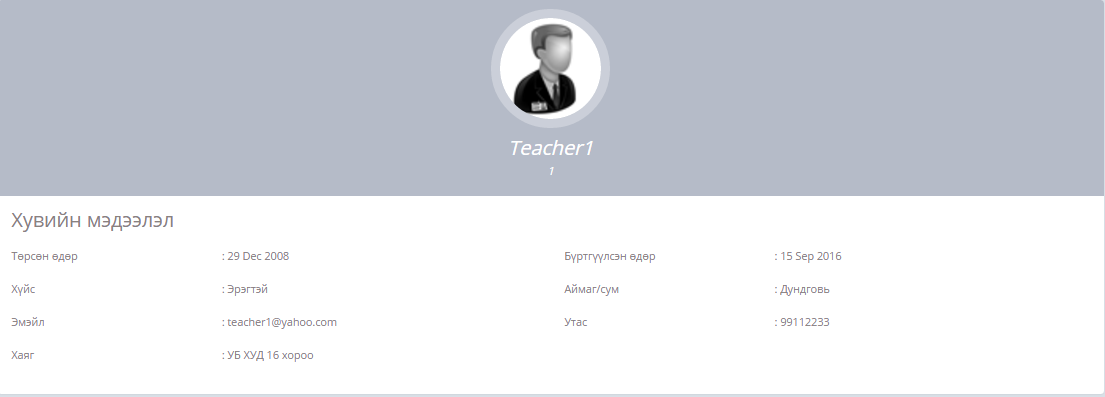 Teacher1
1
Хувийн мэдээлэл
Төрсөн өдөр : 29 Dec 2008 Бүртгүүлсэн өдөр : 15 Sep 2016
Хүйс : Эрэгтэй Аймаг/сум : Дундговь
Эмэйл : teacher1@yahoo.com Утас : 99112233
Хаяг : УБ ХУД 16 хороо